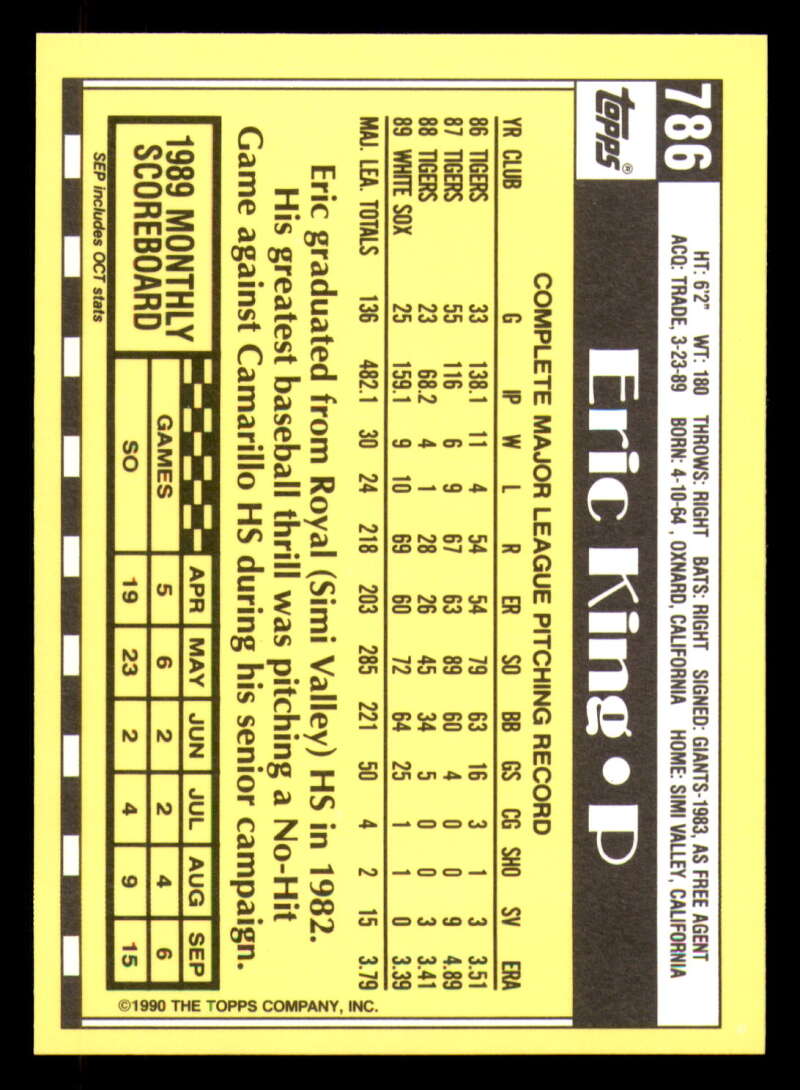 786
HT: 6'2" WT: 180 THROWS: RIGHT BATS: RIGHT SIGNED: GIANTS-1983, AS FREE AGENT
ACQ: TRADE, 3-23-89 BORN: 4-10-64 , OXNARD, CALIFORNIA HOME: SIMI VALLEY, CALIFORNIA
topps®
Eric King • P
COMPLETE MAJOR LEAGUE PITCHING RECORD
YR CLUB G IP W L R ER SO BB GS CG SHO SV ERA
86 TIGERS 33 138.1 11 4 54 54 79 63 16 3 1 3 3.51
87 TIGERS 55 116 6 9 67 63 89 60 4 0 0 9 4.89
88 TIGERS 23 68.2 4 1 28 26 45 34 5 0 0 3 3.41
89 WHITE SOX 25 159.1 9 10 69 60 72 64 25 1 1 0 3.39
MAJ. LEA. TOTALS 136 482.1 30 24 218 203 285 221 50 4 2 15 3.79
Eric graduated from Royal (Simi Valley) HS in 1982.
His greatest baseball thrill was pitching a No-Hit
Game against Camarillo HS during his senior campaign.
1989 MONTHLY
SCOREBOARD
APR MAY JUN JUL AUG SEP
GAMES 5 6 2 2 4 6
SO 19 23 2 4 9 15
SEP includes OCT stats
©1990 THE TOPPS COMPANY, INC.